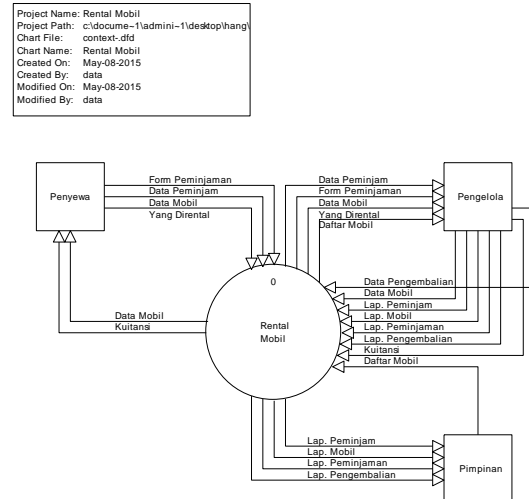 Project Name: Rental Mobil
Project Path: c:\docume~1\admini~1\desktop\hang\
Chart File: context-.dfd
Chart Name: Rental Mobil
Created On: May-08-2015
Created By: data
Modified On: May-08-2015
Modified By: data
Penyewa
Form Peminjaman
Data Peminjam
Data Mobil
Yang Dirental
Data Peminjam
Form Peminjaman
Data Mobil
Yang Dirental
Daftar Mobil
Pengelola
0
Rental
Mobil
Data Mobil
Kuitansi
Data Pengembalian
Data Mobil
Lap. Peminjam
Lap. Mobil
Lap. Peminjaman
Lap. Pengembalian
Kuitansi
Daftar Mobil
Lap. Peminjam
Lap. Mobil
Lap. Peminjaman
Lap. Pengembalian
Pimpinan